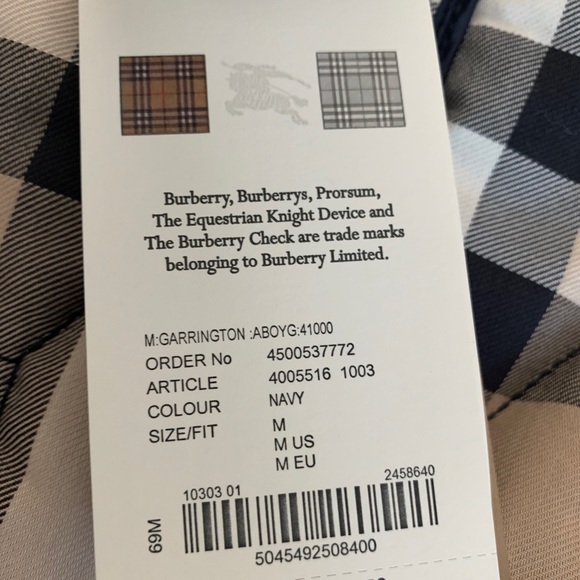 Burberry, Burberrys, Prorsum,
The Equestrian Knight Device and
The Burberry Check are trade marks
belonging to Burberry Limited.
M:GARRINGTON :ABOYG:41000
ORDER No 4500537772
ARTICLE 4005516 1003
COLOUR NAVY
SIZE/FIT M
M US
M EU
10303 01 2458640
69M
5045492508400